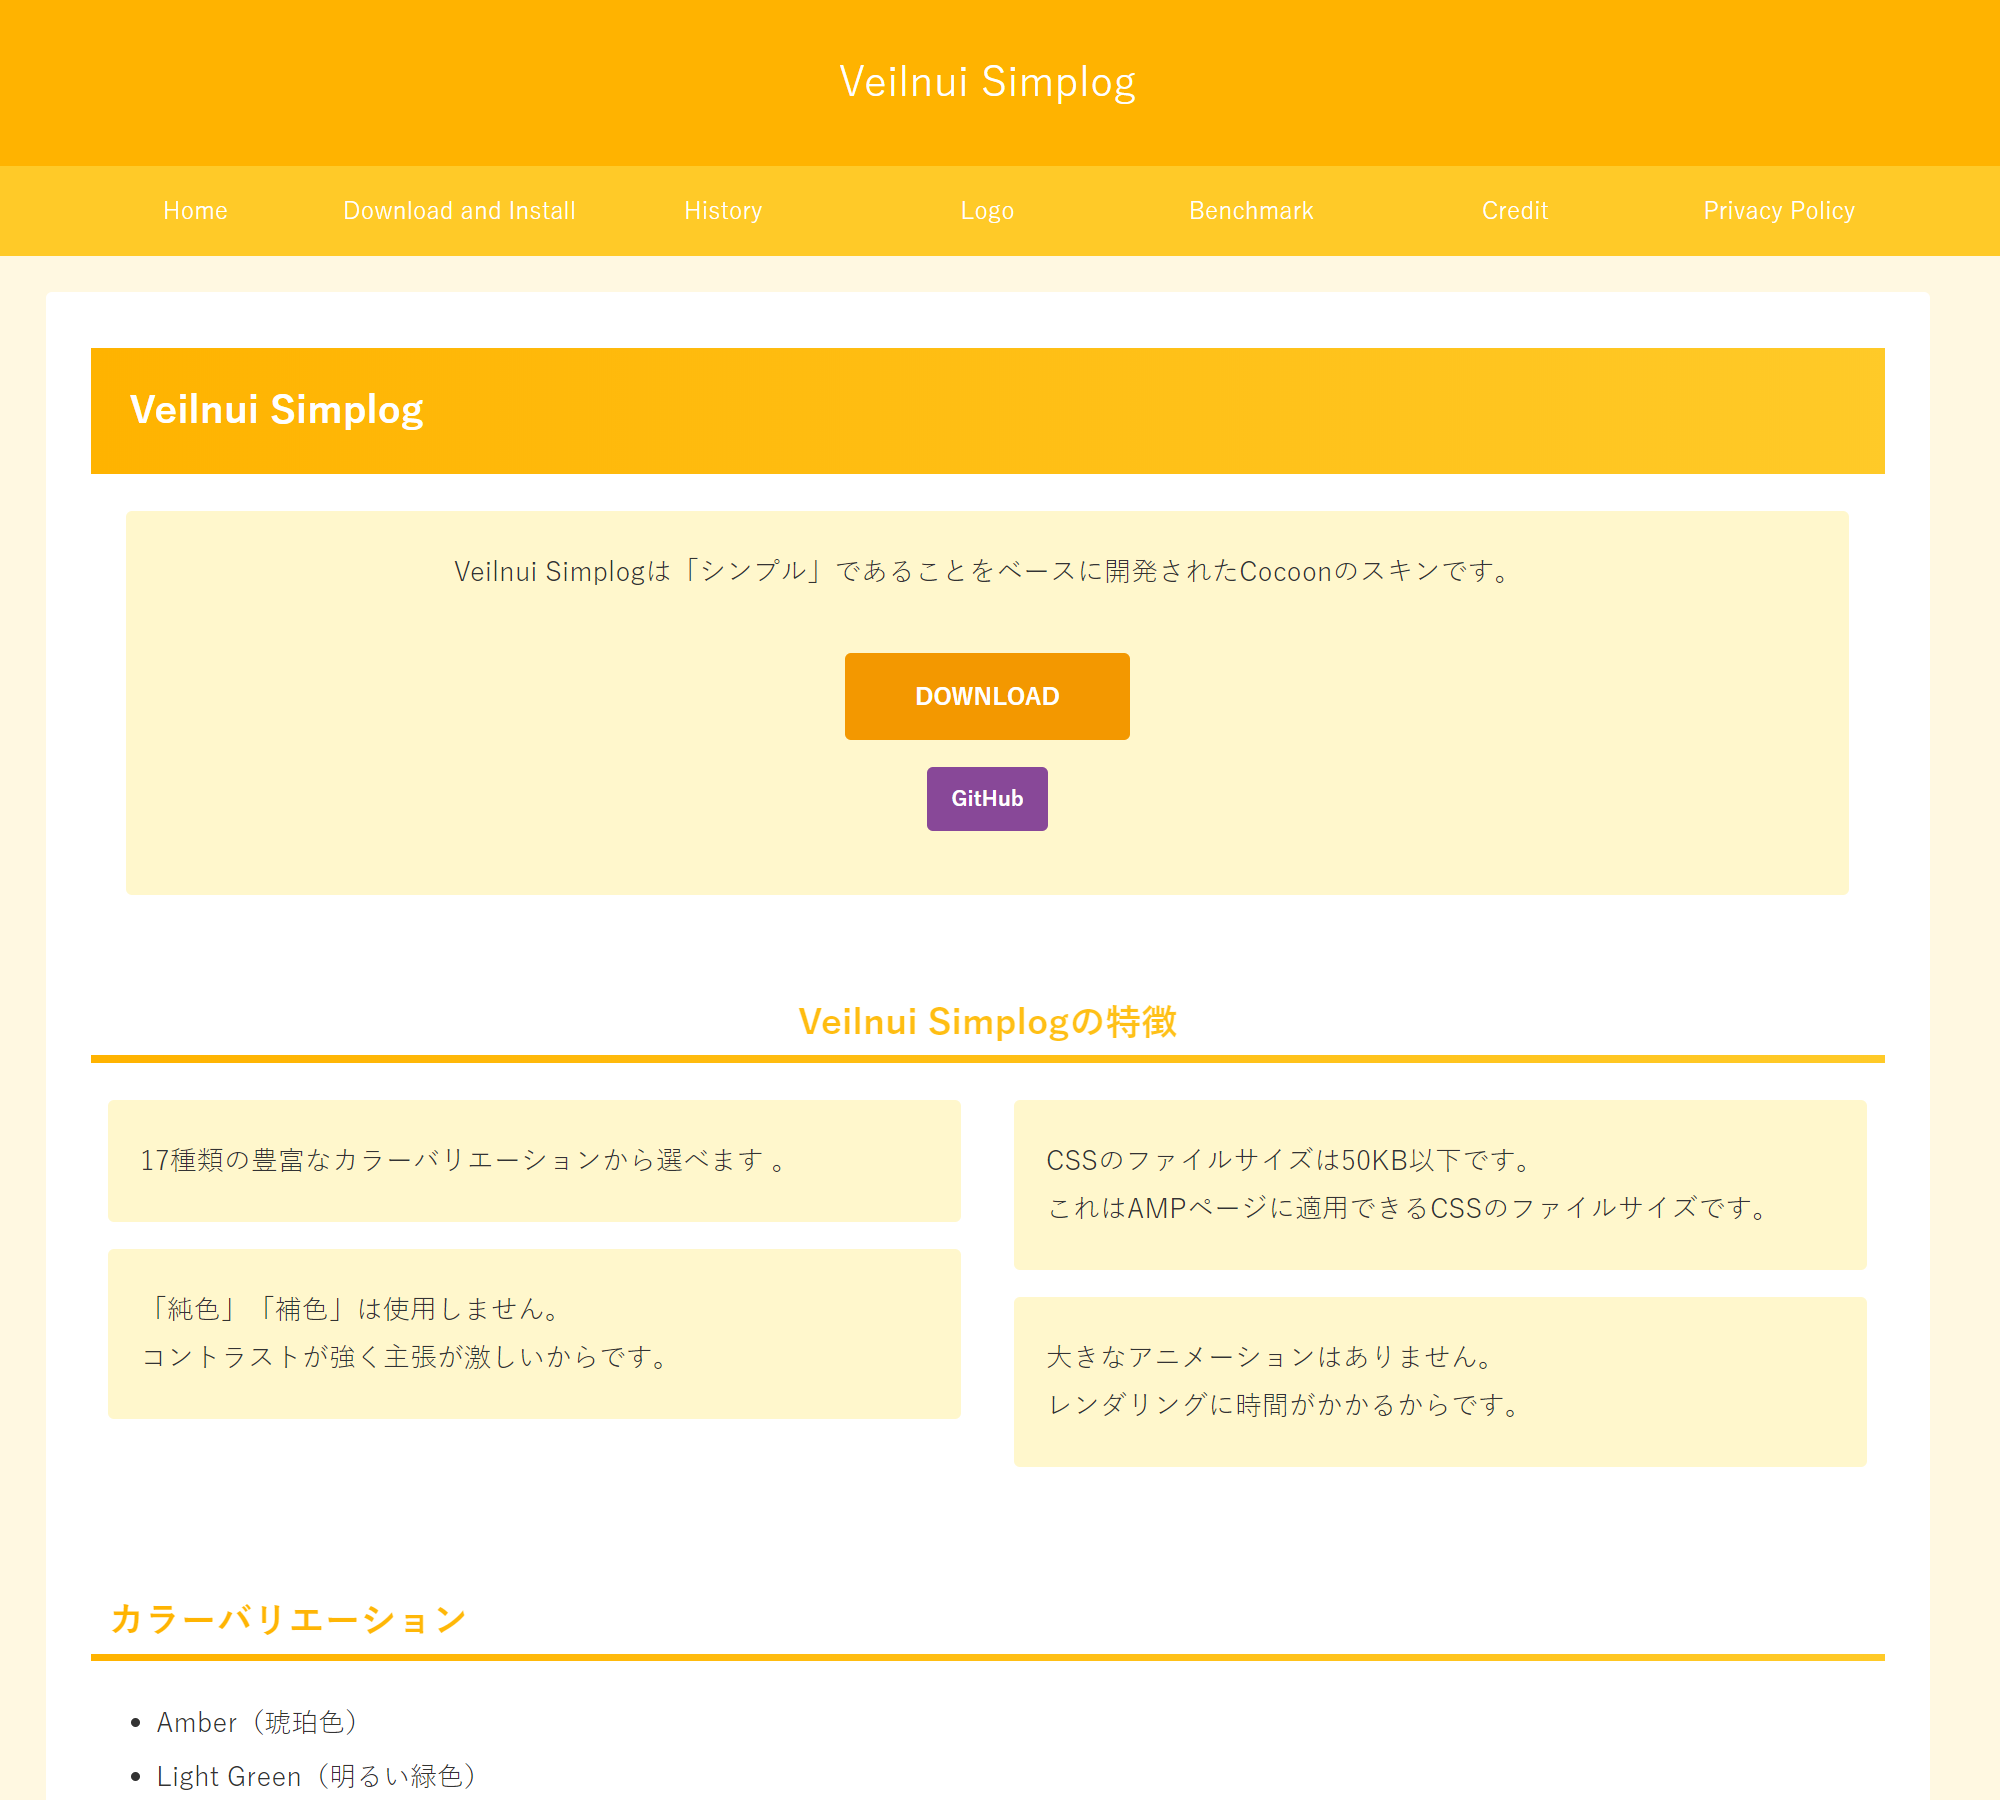 Veilnui Simplog
Home Download and Install History Logo Benchmark Credit Privacy Policy
Veilnui Simplog
Veilnui Simplogは「シンプル」であることをベースに開発されたCocoonのスキンです。
DOWNLOAD
GitHub
Veilnui Simplogの特徴
17種類の豊富なカラーバリエーションから選べます 。
「純色」「補色」は使用しません。
コントラストが強く主張が激しいからです。
CSSのファイルサイズは50KB以下です。
これはAMPページに適用できるCSSのファイルサイズです。
大きなアニメーションはありません。
レンダリングに時間がかかるからです。
カラーバリエーション
Amber（琥珀色）
Light Green（明るい緑色）